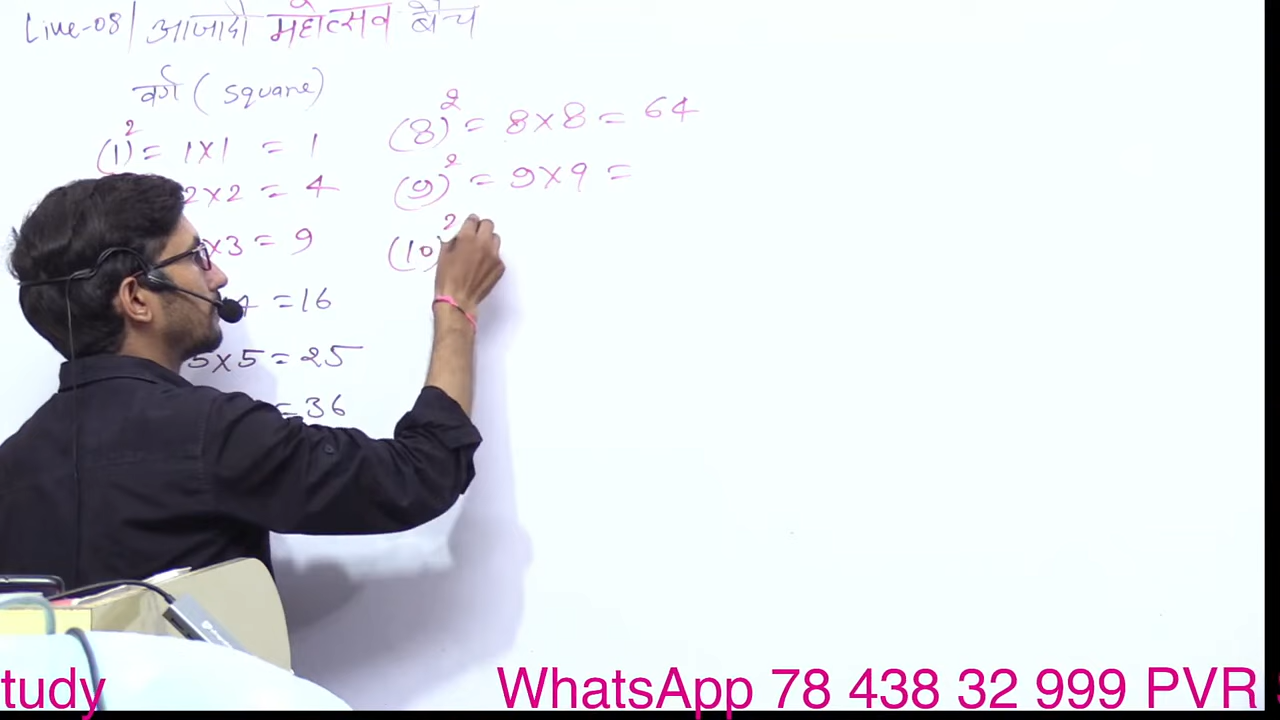 Live-08 | आजादी महोत्सव बैच
वर्ग ( square )
(1)² = 1×1 = 1
2×2 = 4
×3 = 9
4 = 16
5×5 = 25
= 36
(8)² = 8×8 = 64
(9)² = 9×9 =
(10)²
tudy WhatsApp 78 438 32 999 PVR